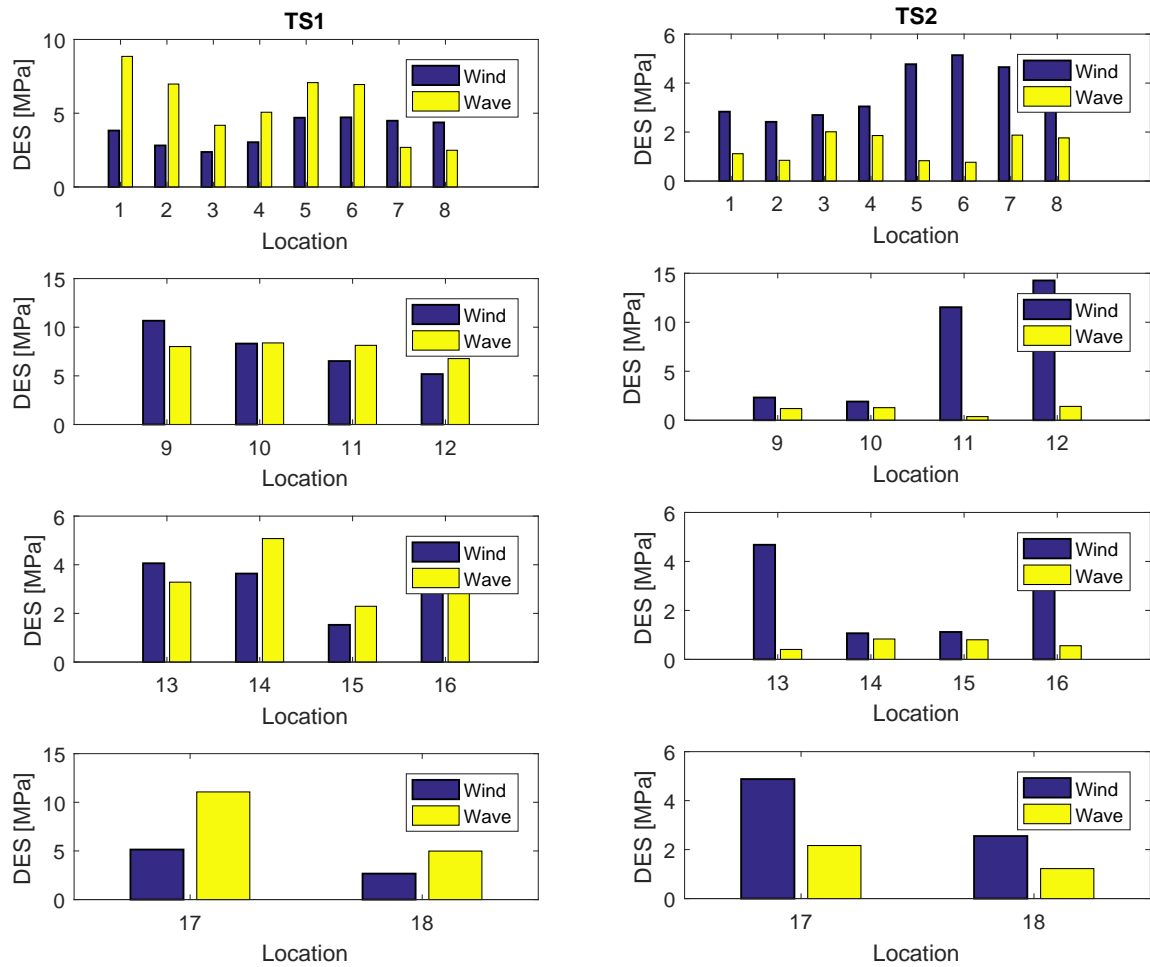 TS1
10
5
0
DES [MPa]
Wind
Wave
1 2 3 4 5 6 7 8
Location
TS2
6
4
2
0
DES [MPa]
Wind
Wave
1 2 3 4 5 6 7 8
Location
15
10
5
0
DES [MPa]
Wind
Wave
9 10 11 12
Location
15
10
5
0
DES [MPa]
Wind
Wave
9 10 11 12
Location
6
4
2
0
DES [MPa]
Wind
Wave
13 14 15 16
Location
6
4
2
0
DES [MPa]
Wind
Wave
13 14 15 16
Location
15
10
5
0
DES [MPa]
Wind
Wave
17 18
Location
6
4
2
0
DES [MPa]
Wind
Wave
17 18
Location